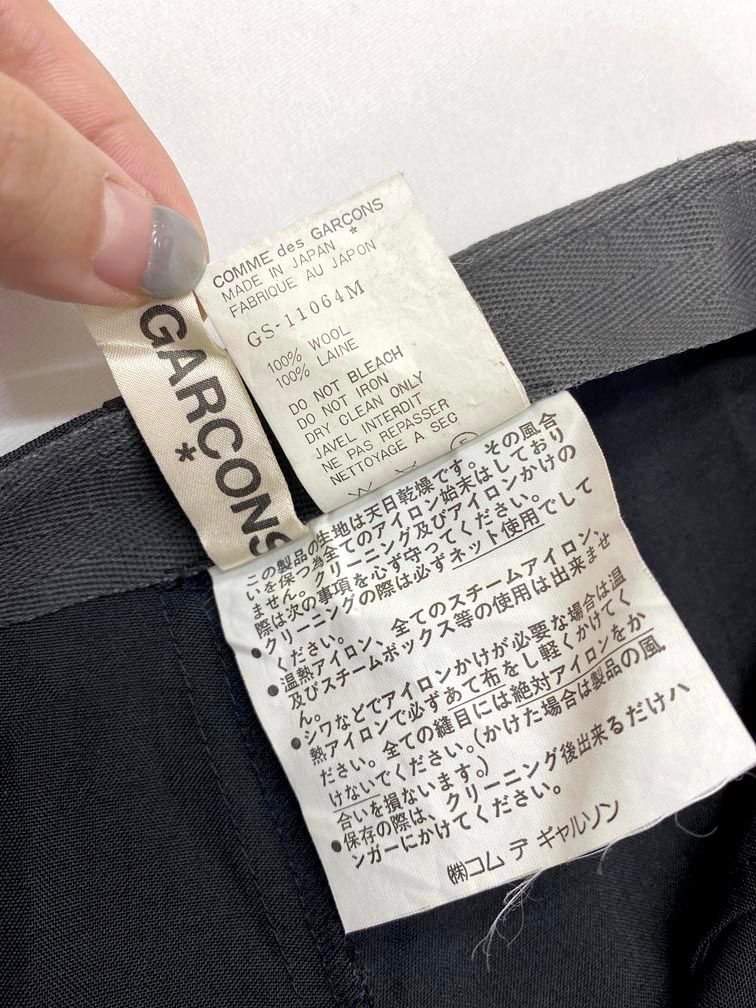 GARCONS
*
COMME des GARCONS
MADE IN JAPAN *
FABRIQUE AU JAPON
GS-11064M
100% WOOL
100% LAINE
DO NOT BLEACH
DO NOT IRON
DRY CLEAN ONLY
JAVEL INTERDIT
NE PAS REPASSER
NETTOYAGE A SEC
この製品の生地は天日乾燥です。その風合
いを保つ為全てのアイロン始末はしており
ません。クリーニング及びアイロンかけの
際は次の事項を必ず守ってください。
●クリーニングの際は必ずネット使用でして
ください。
●温熱アイロン、全てのスチームアイロン、
及びスチームボックス等の使用は出来ませ
ん。
●シワなどでアイロンかけが必要な場合は温
熱アイロンで必ずあて布をし軽くかけてく
ださい。全ての縫目には絶対アイロンをか
けないでください。(かけた場合は製品の風
合いを損ないます。)
●保存の際は、クリーニング後出来るだけハ
ンガーにかけてください。
㈱コム デ ギャルソン